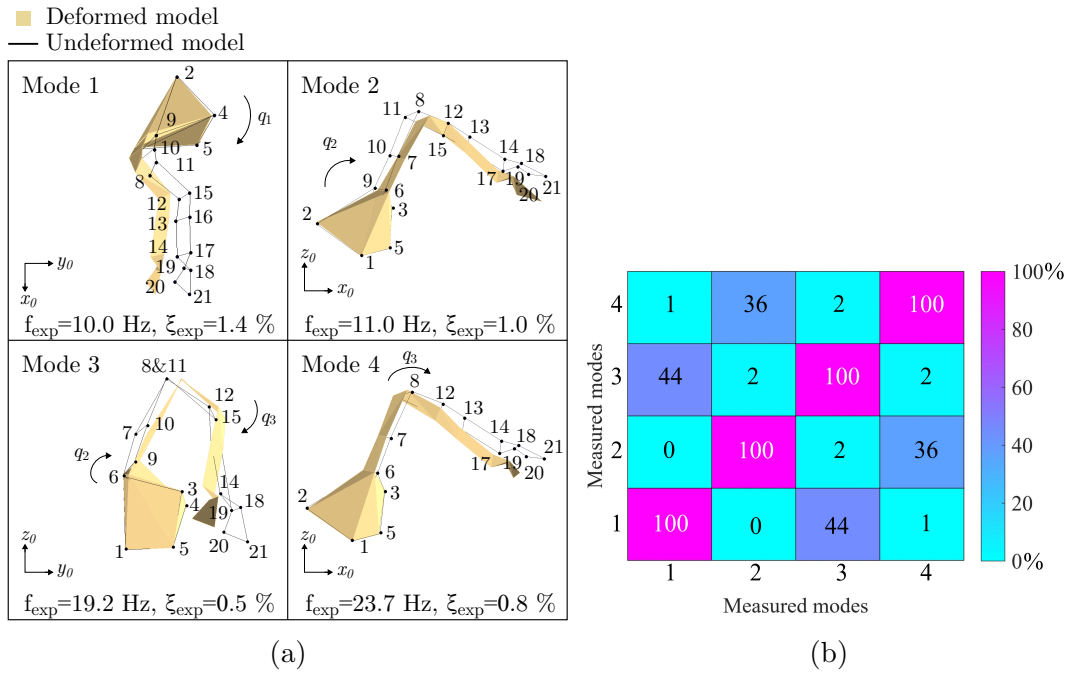 Deformed model
Undeformed model
Mode 1
2
4
q1
9
5
10
11
8
15
12
13
16
14
17
19
18
20
21
y0
x0
fexp=10.0 Hz, ξexp=1.4 %
Mode 2
8
11
12
13
q2
10
7
15
14
18
9
6
17
19
21
20
3
2
5
1
z0
x0
fexp=11.0 Hz, ξexp=1.0 %
Mode 3
8&11
12
15
q3
7
10
q2
9
6
3
4
14
18
19
20
21
1
5
z0
y0
fexp=19.2 Hz, ξexp=0.5 %
Mode 4
q3
8
12
13
7
14
18
21
17
19
20
6
3
2
5
1
z0
x0
fexp=23.7 Hz, ξexp=0.8 %
(a)
Measured modes
4 1 36 2 100
3 44 2 100 2
2 0 100 2 36
1 100 0 44 1
1 2 3 4
Measured modes
100%
80
60
40
20
0%
(b)